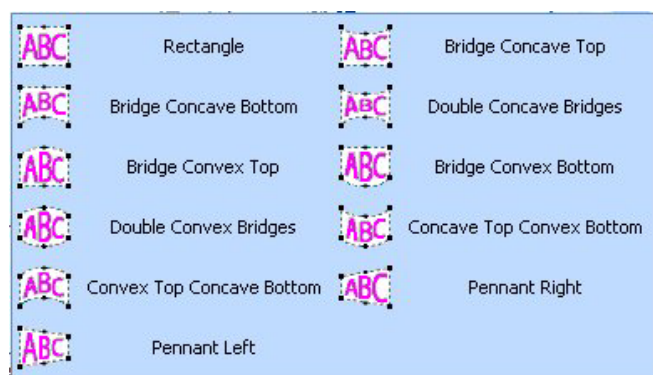 ABC Rectangle ABC Bridge Concave Top
ABC Bridge Concave Bottom ABC Double Concave Bridges
ABC Bridge Convex Top ABC Bridge Convex Bottom
ABC Double Convex Bridges ABC Concave Top Convex Bottom
ABC Convex Top Concave Bottom ABC Pennant Right
ABC Pennant Left